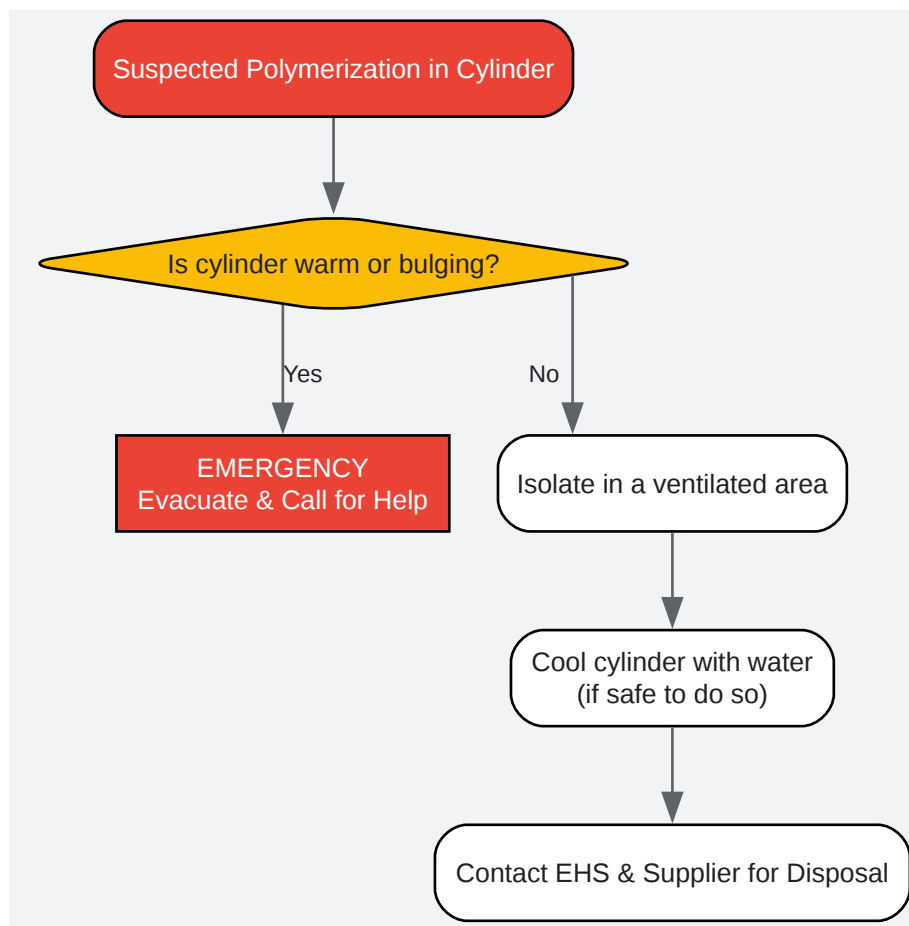 Suspected Polymerization in Cylinder
Is cylinder warm or bulging?
Yes
No
EMERGENCY
Evacuate & Call for Help
Isolate in a ventilated area
Cool cylinder with water
(if safe to do so)
Contact EHS & Supplier for Disposal